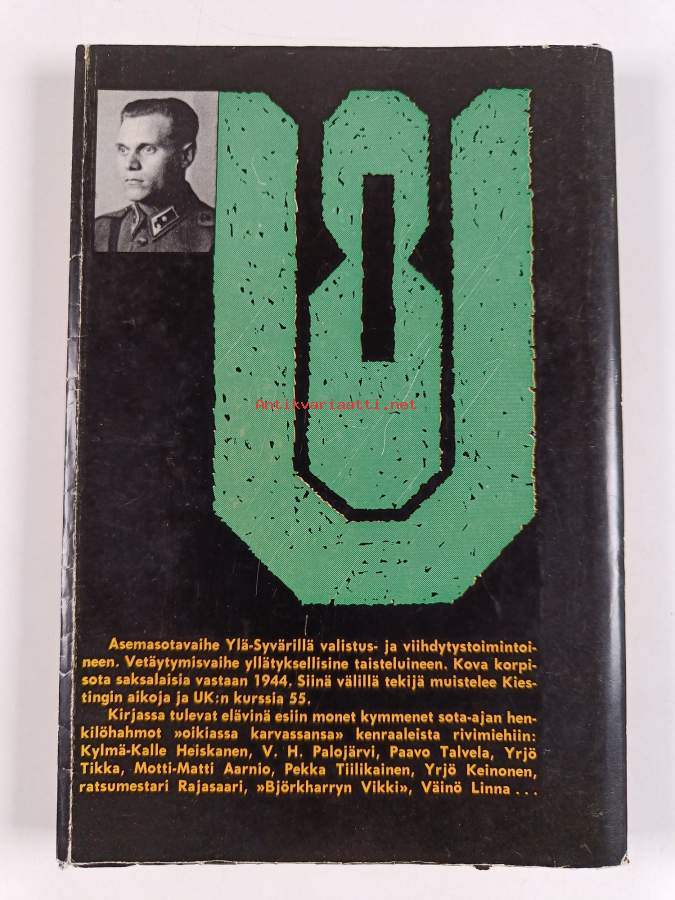 U8
Antikvariaatti.net
Asemasotavaihe Ylä-Syvärillä valistus- ja viihdytystoimintoi-
neen. Vetäytymisvaihe yllätyksellisine taisteluineen. Kova korpi-
sota saksalaisia vastaan 1944. Siinä välillä tekijä muistelee Kies-
tingin aikoja ja UK:n kurssia 55.
Kirjassa tulevat elävinä esiin monet kymmenet sota-ajan hen-
kilöhahmot »oikiassa karvassansa» kenraaleista rivimiehiin:
Kylmä-Kalle Heiskanen, V. H. Palojärvi, Paavo Talvela, Yrjö
Tikka, Motti-Matti Aarnio, Pekka Tiilikainen, Yrjö Keinonen,
ratsumestari Rajasaari, »Björkharryn Vikki», Väinö Linna . . .